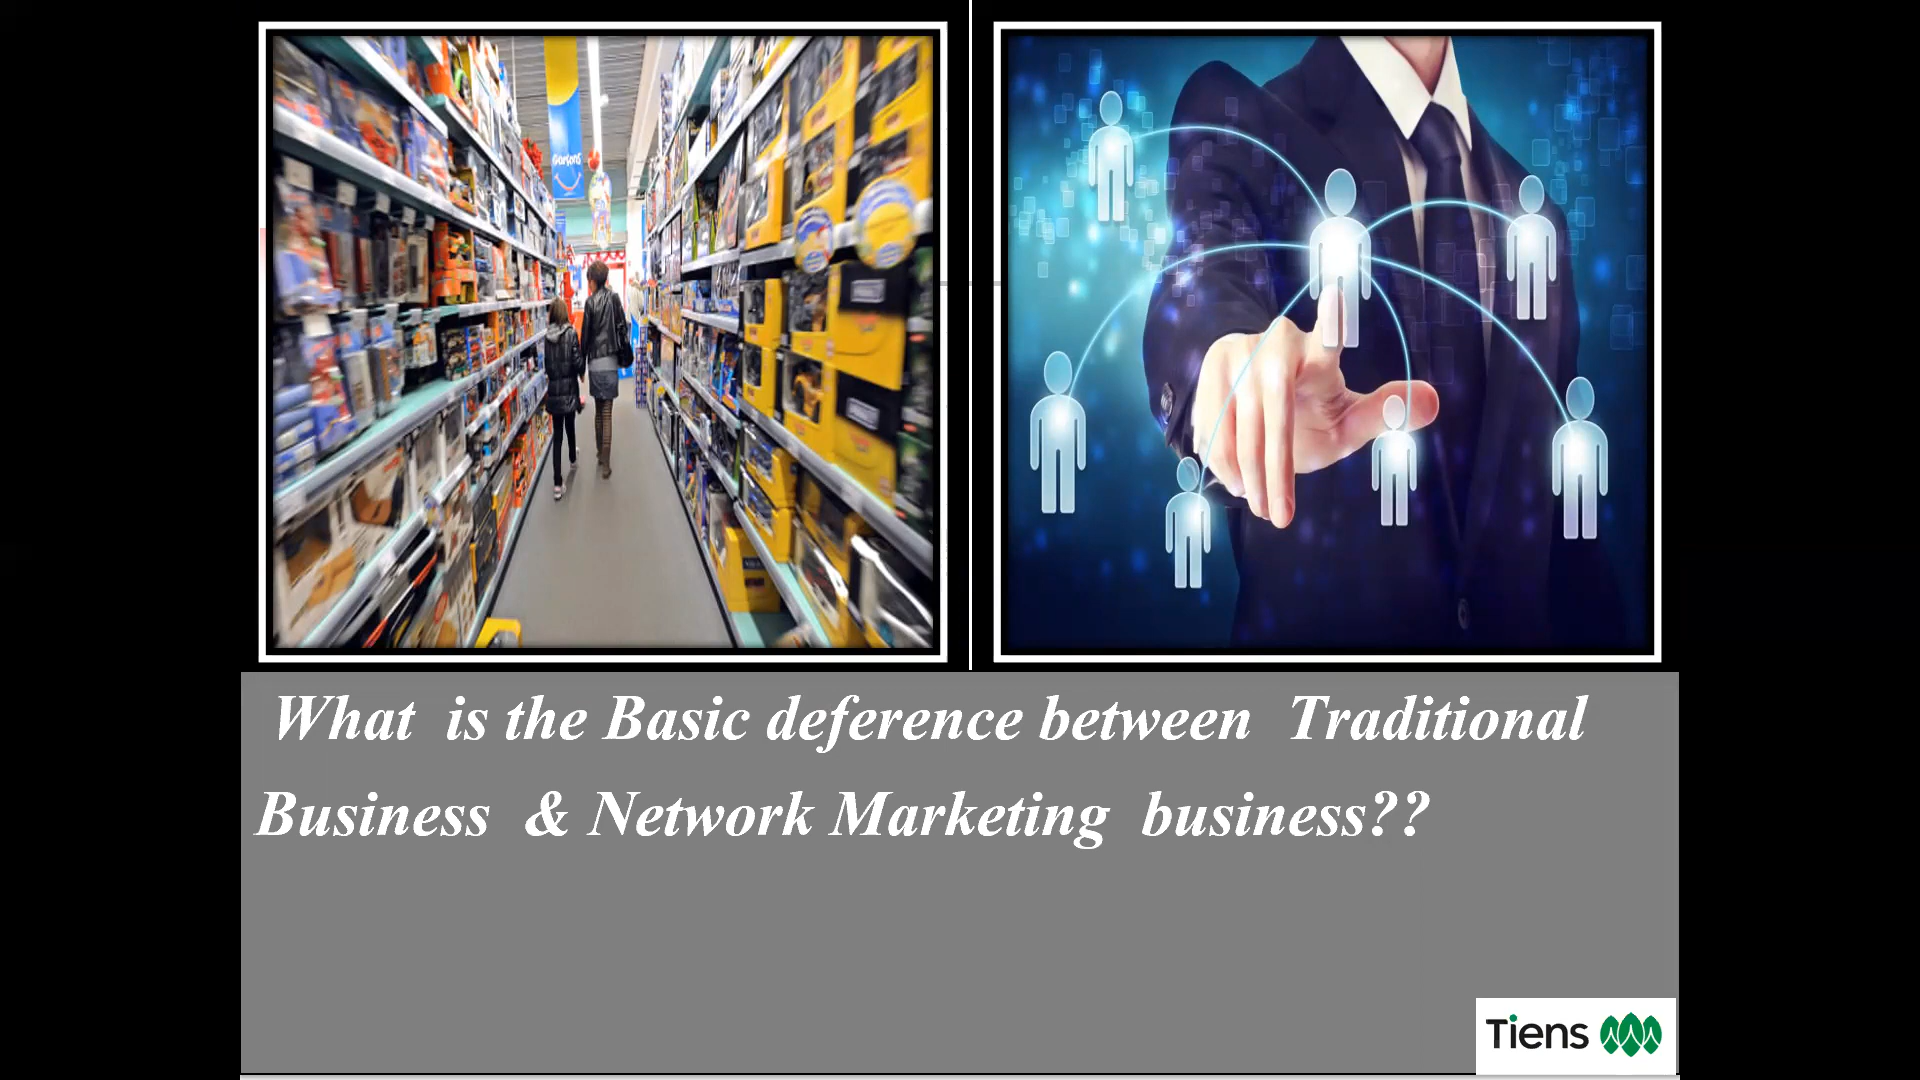 What is the Basic deference between Traditional
Business & Network Marketing business??
Tiens